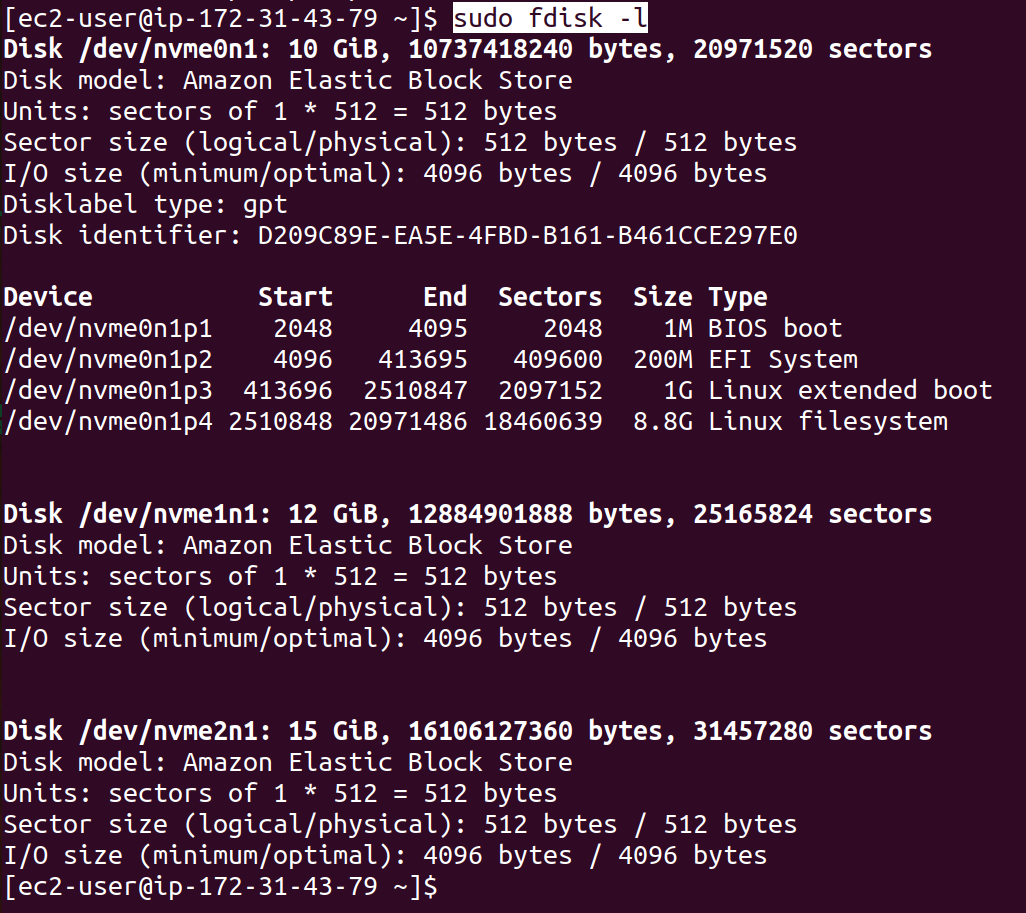 [ec2-user@ip-172-31-43-79 ~]$ sudo fdisk -l
Disk /dev/nvme0n1: 10 GiB, 10737418240 bytes, 20971520 sectors
Disk model: Amazon Elastic Block Store
Units: sectors of 1 * 512 = 512 bytes
Sector size (logical/physical): 512 bytes / 512 bytes
I/O size (minimum/optimal): 4096 bytes / 4096 bytes
Disklabel type: gpt
Disk identifier: D209C89E-EA5E-4FBD-B161-B461CCE297E0
Device           Start      End  Sectors  Size Type
/dev/nvme0n1p1    2048     4095     2048    1M BIOS boot
/dev/nvme0n1p2    4096   413695   409600  200M EFI System
/dev/nvme0n1p3  413696  2510847  2097152    1G Linux extended boot
/dev/nvme0n1p4 2510848 20971486 18460639  8.8G Linux filesystem
Disk /dev/nvme1n1: 12 GiB, 12884901888 bytes, 25165824 sectors
Disk model: Amazon Elastic Block Store
Units: sectors of 1 * 512 = 512 bytes
Sector size (logical/physical): 512 bytes / 512 bytes
I/O size (minimum/optimal): 4096 bytes / 4096 bytes
Disk /dev/nvme2n1: 15 GiB, 16106127360 bytes, 31457280 sectors
Disk model: Amazon Elastic Block Store
Units: sectors of 1 * 512 = 512 bytes
Sector size (logical/physical): 512 bytes / 512 bytes
I/O size (minimum/optimal): 4096 bytes / 4096 bytes
[ec2-user@ip-172-31-43-79 ~]$